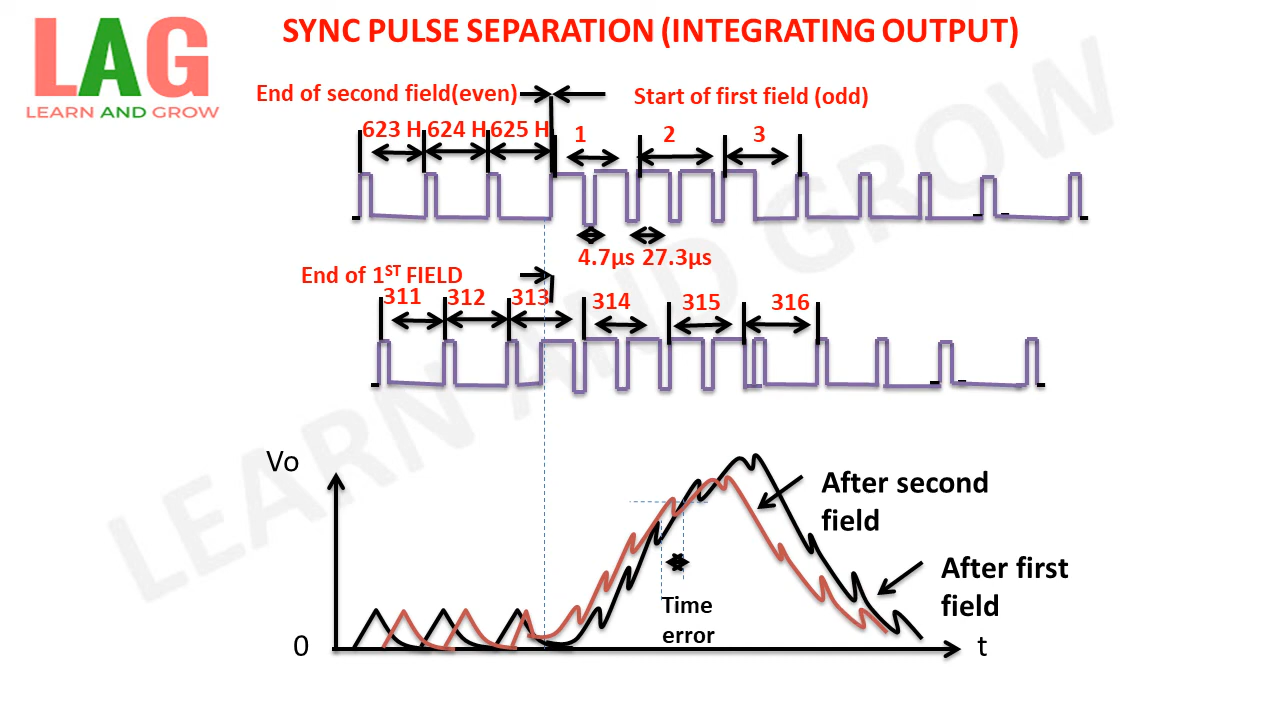 SYNC PULSE SEPARATION (INTEGRATING OUTPUT)
LAG
LEARN AND GROW
End of second field(even)
Start of first field (odd)
623 H 624 H 625 H 1 2 3
4.7µs 27.3µs
End of 1ST FIELD
311 312 313 314 315 316
LEARN AND GROW
Vo
After second
field
After first
field
Time
error
0
t